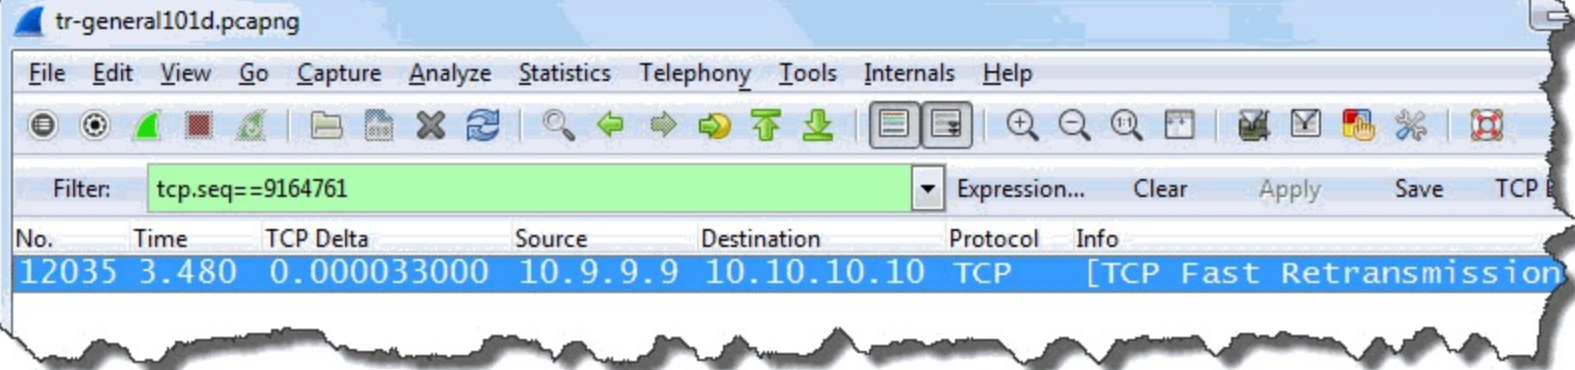 tr-general101d.pcapng
File Edit View Go Capture Analyze Statistics Telephony Tools Internals Help
Filter: tcp.seq==9164761 Expression... Clear Apply Save TCP
No. Time TCP Delta Source Destination Protocol Info
12035 3.480 0.000033000 10.9.9.9 10.10.10.10 TCP [TCP Fast Retransmission